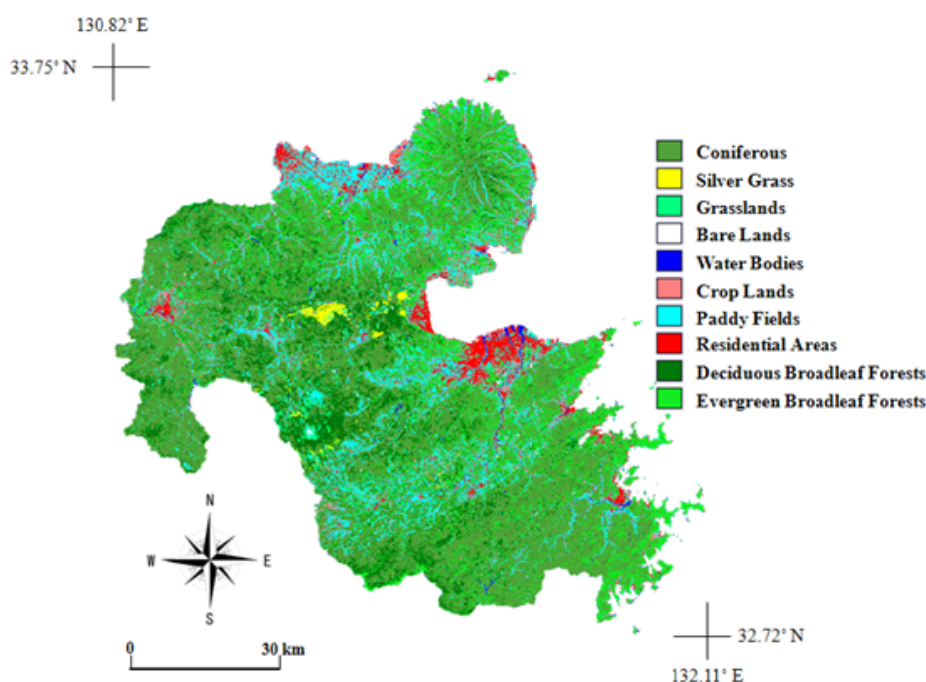 130.82° E
33.75° N
Coniferous
Silver Grass
Grasslands
Bare Lands
Water Bodies
Crop Lands
Paddy Fields
Residential Areas
Deciduous Broadleaf Forests
Evergreen Broadleaf Forests
N
W E
S
0 30 km
32.72° N
132.11° E